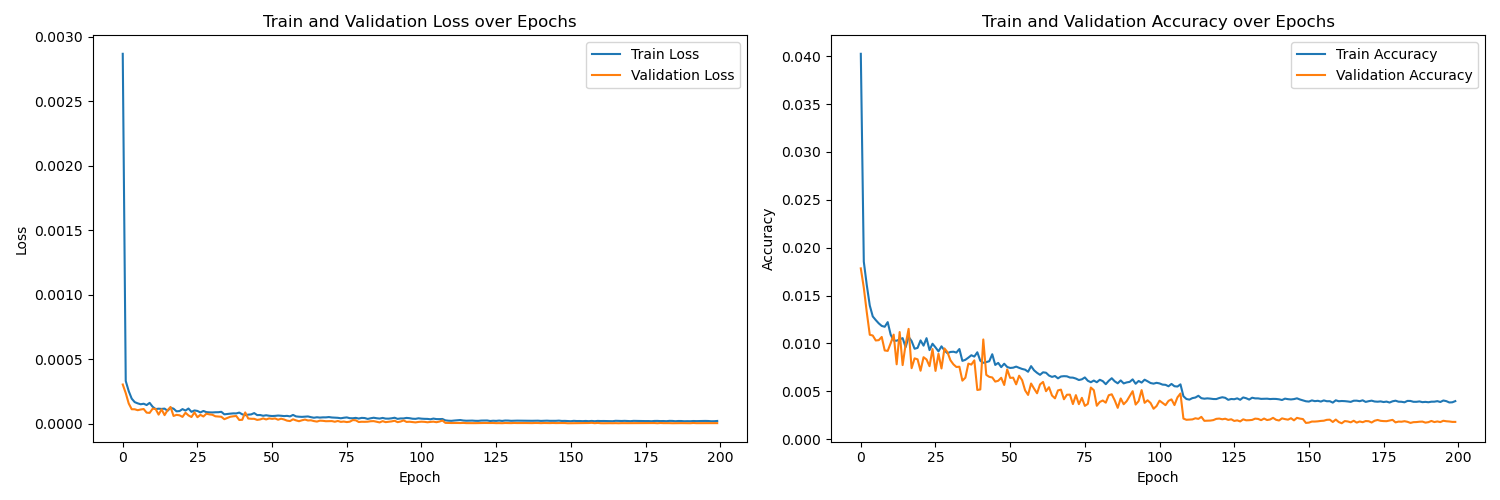 Train and Validation Loss over Epochs
0.0030
0.0025
0.0020
0.0015
0.0010
0.0005
0.0000
Loss
Train Loss
Validation Loss
0 25 50 75 100 125 150 175 200
Epoch
Train and Validation Accuracy over Epochs
0.040
0.035
0.030
0.025
0.020
0.015
0.010
0.005
0.000
Accuracy
Train Accuracy
Validation Accuracy
0 25 50 75 100 125 150 175 200
Epoch